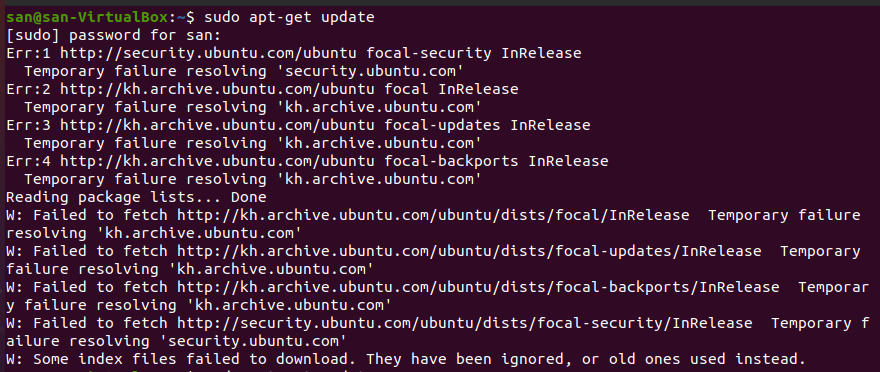 san@san-VirtualBox:~$ sudo apt-get update
[sudo] password for san:
Err:1 http://security.ubuntu.com/ubuntu focal-security InRelease
  Temporary failure resolving 'security.ubuntu.com'
Err:2 http://kh.archive.ubuntu.com/ubuntu focal InRelease
  Temporary failure resolving 'kh.archive.ubuntu.com'
Err:3 http://kh.archive.ubuntu.com/ubuntu focal-updates InRelease
  Temporary failure resolving 'kh.archive.ubuntu.com'
Err:4 http://kh.archive.ubuntu.com/ubuntu focal-backports InRelease
  Temporary failure resolving 'kh.archive.ubuntu.com'
Reading package lists... Done
W: Failed to fetch http://kh.archive.ubuntu.com/ubuntu/dists/focal/InRelease  Temporary failure
resolving 'kh.archive.ubuntu.com'
W: Failed to fetch http://kh.archive.ubuntu.com/ubuntu/dists/focal-updates/InRelease  Temporary
failure resolving 'kh.archive.ubuntu.com'
W: Failed to fetch http://kh.archive.ubuntu.com/ubuntu/dists/focal-backports/InRelease  Temporar
y failure resolving 'kh.archive.ubuntu.com'
W: Failed to fetch http://security.ubuntu.com/ubuntu/dists/focal-security/InRelease  Temporary f
ailure resolving 'security.ubuntu.com'
W: Some index files failed to download. They have been ignored, or old ones used instead.